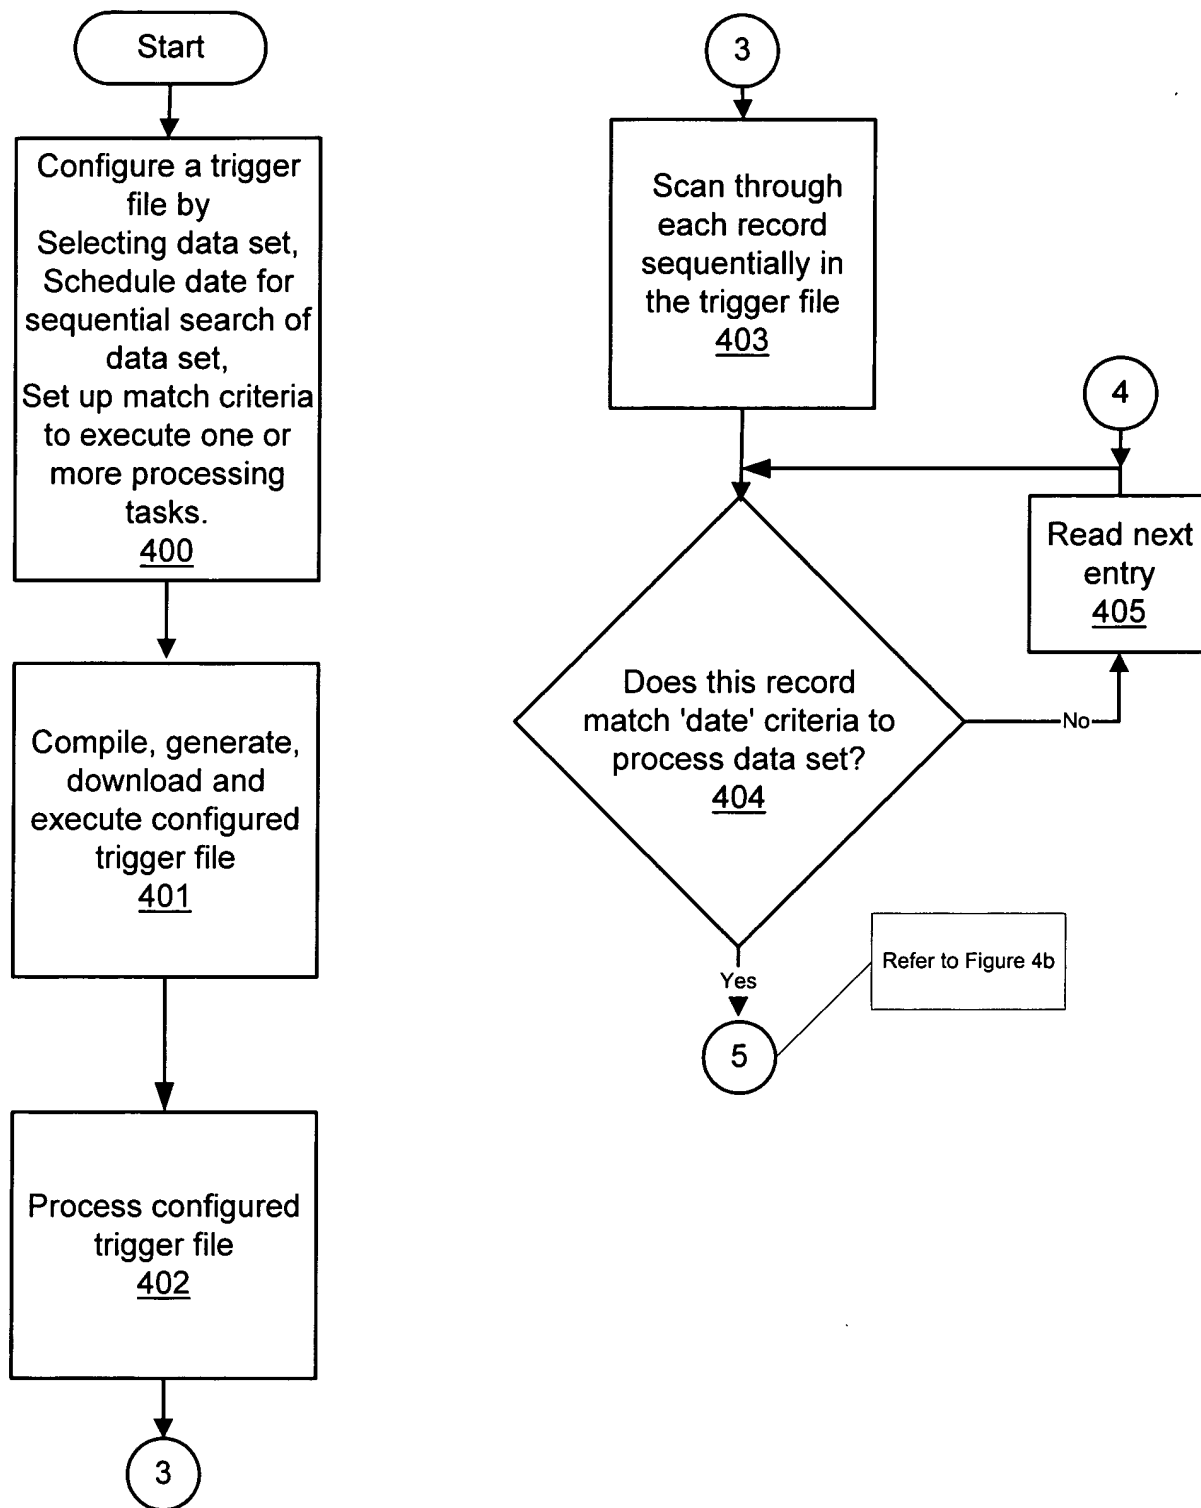 Start
Configure a trigger
file by
Selecting data set,
Schedule date for
sequential search of
data set,
Set up match criteria
to execute one or
more processing
tasks.
400
Compile, generate,
download and
execute configured
trigger file
401
Process configured
trigger file
402
3
3
Scan through
each record
sequentially in
the trigger file
403
4
Read next
entry
405
Does this record
match 'date' criteria to
process data set?
404
No
Yes
5
Refer to Figure 4b